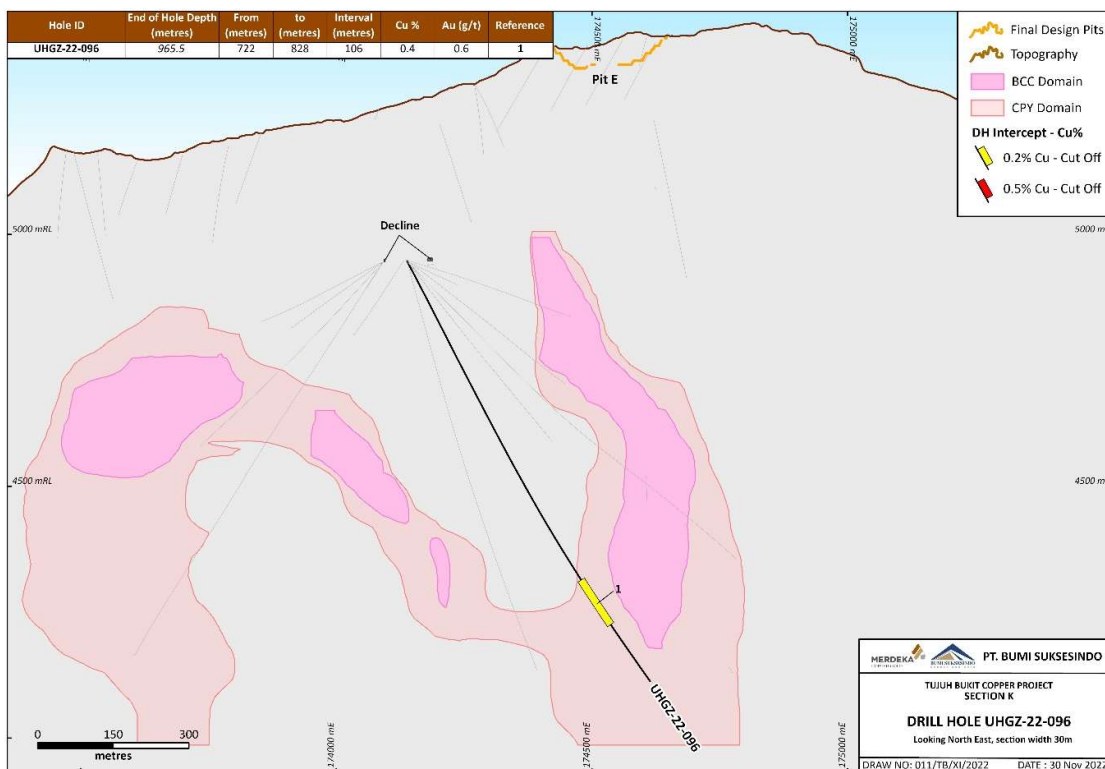 Hole ID End of Hole Depth (metres) From (metres) to (metres) Interval (metres) Cu % Au (g/t) Reference
UHGZ-22-096 965.5 722 828 106 0.4 0.6 1
174500 mE
175000 mE
Pit E
Final Design Pits
Topography
BCC Domain
CPY Domain
DH Intercept - Cu%
0.2% Cu - Cut Off
0.5% Cu - Cut Off
5000 mRL
5000 mRL
Decline
4500 mRL
4500 mRL
1
UHGZ-22-096
0 150 300
metres
174000 mE
174500 mE
175000 mE
MERDEKA
BUMI SUKSESINDO
PT. BUMI SUKSESINDO
TUJUH BUKIT COPPER PROJECT
SECTION K
DRILL HOLE UHGZ-22-096
Looking North East, section width 30m
DRAW NO: 011/TB/XI/2022 DATE : 30 Nov 2022